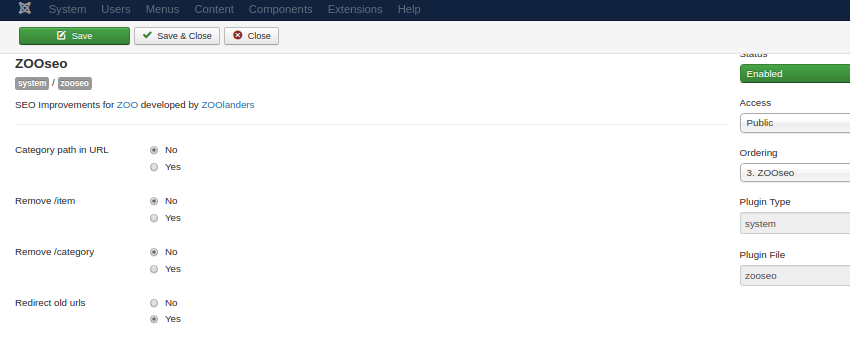 System Users Menus Content Components Extensions Help
Save Save & Close Close
ZOOseo
system / zooseo
SEO Improvements for ZOO developed by ZOOlanders
Category path in URL No
Yes
Remove /item No
Yes
Remove /category No
Yes
Redirect old urls No
Yes
Status
Enabled
Access
Public
Ordering
3. ZOOseo
Plugin Type
system
Plugin File
zooseo